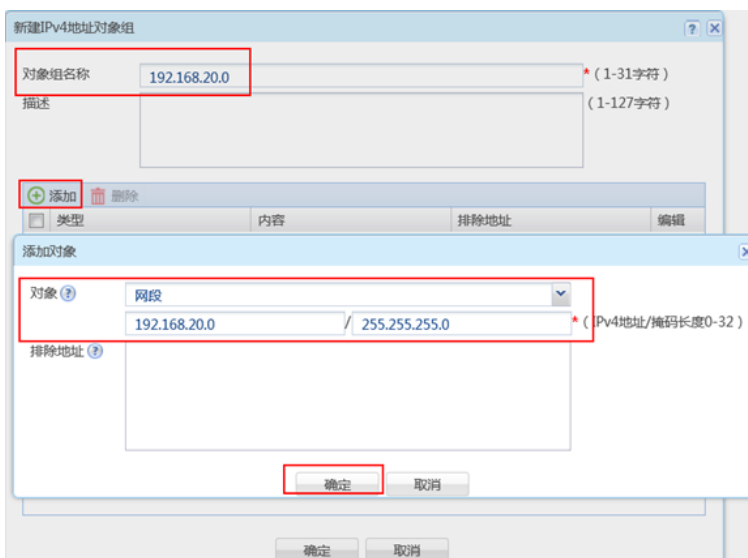 新建IPv4地址对象组
对象组名称 192.168.20.0 *（1-31字符）
描述 （1-127字符）
添加 删除
类型 内容 排除地址 编辑
添加对象
对象 网段
192.168.20.0 / 255.255.255.0 *（IPv4地址/掩码长度0-32）
排除地址
确定 取消
确定 取消